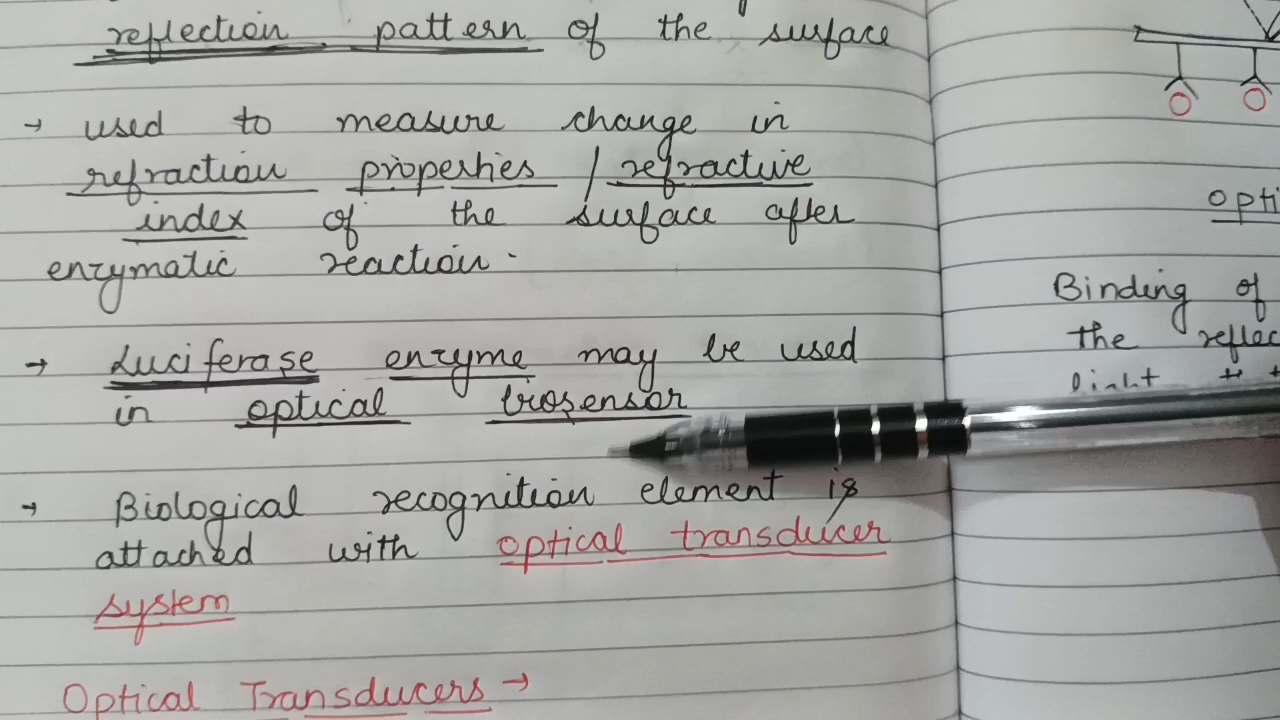 reflection pattern of the surface
→ used to measure change in
refraction properties / refractive
index of the surface after
enzymatic reaction.
→ Luciferase enzyme may be used
in optical biosensor
→ Biological recognition element is
attached with optical transducer
system
Optical Transducers →
Binding of
the
light